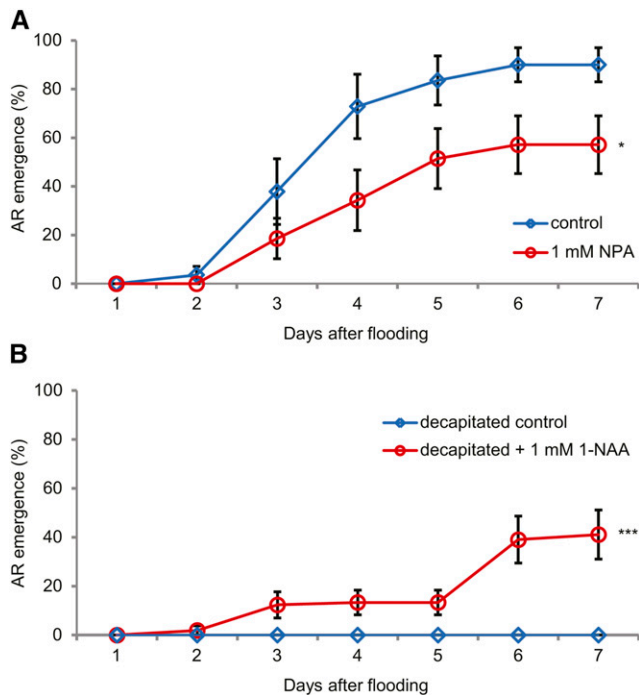 A
100
80
60
40
20
0
AR emergence (%)
*
control
1 mM NPA
1 2 3 4 5 6 7
Days after flooding
B
100
80
60
40
20
0
AR emergence (%)
decapitated control
decapitated + 1 mM 1-NAA
***
1 2 3 4 5 6 7
Days after flooding